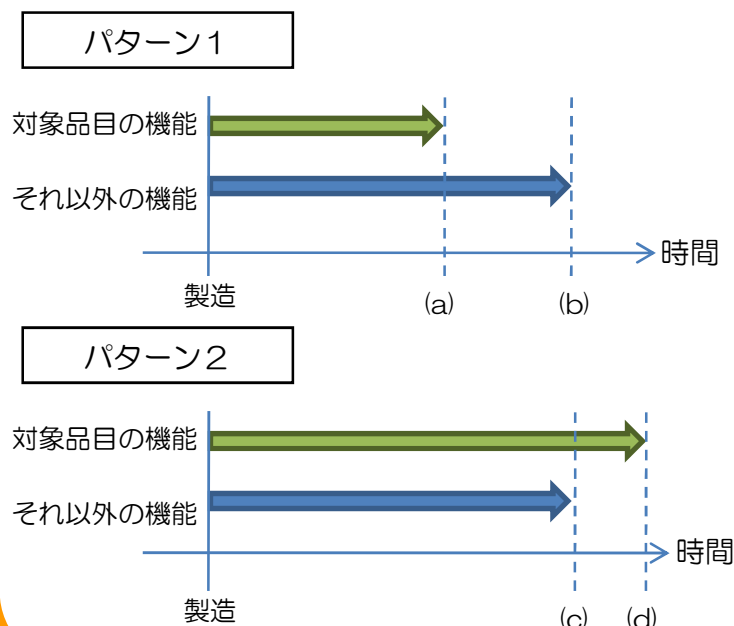 パターン１
対象品目の機能
それ以外の機能
時間
製造
(a)
(b)
パターン２
対象品目の機能
それ以外の機能
時間
製造
(c)
(d)